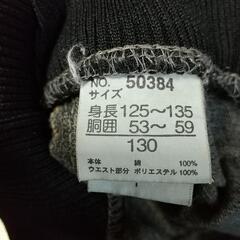 NO. 50384
サイズ
身長 125～135
胴囲 53～ 59
130
本体 綿 100%
ウエスト部分 ポリエステル 100%